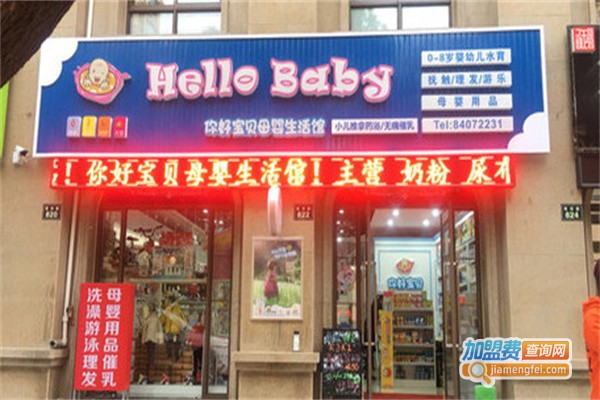 Hello Baby
你好宝贝母婴生活馆
小儿推拿药浴/无痛催乳
0-8岁婴幼儿水育
抚触/理发/游乐
母婴用品
Tel:84072231
！你好宝贝母婴生活馆！主营 奶粉 尿布
820
822
824
你好宝贝
母婴用品催乳
洗澡游泳理发
加盟费查询网
jiamengfei.com